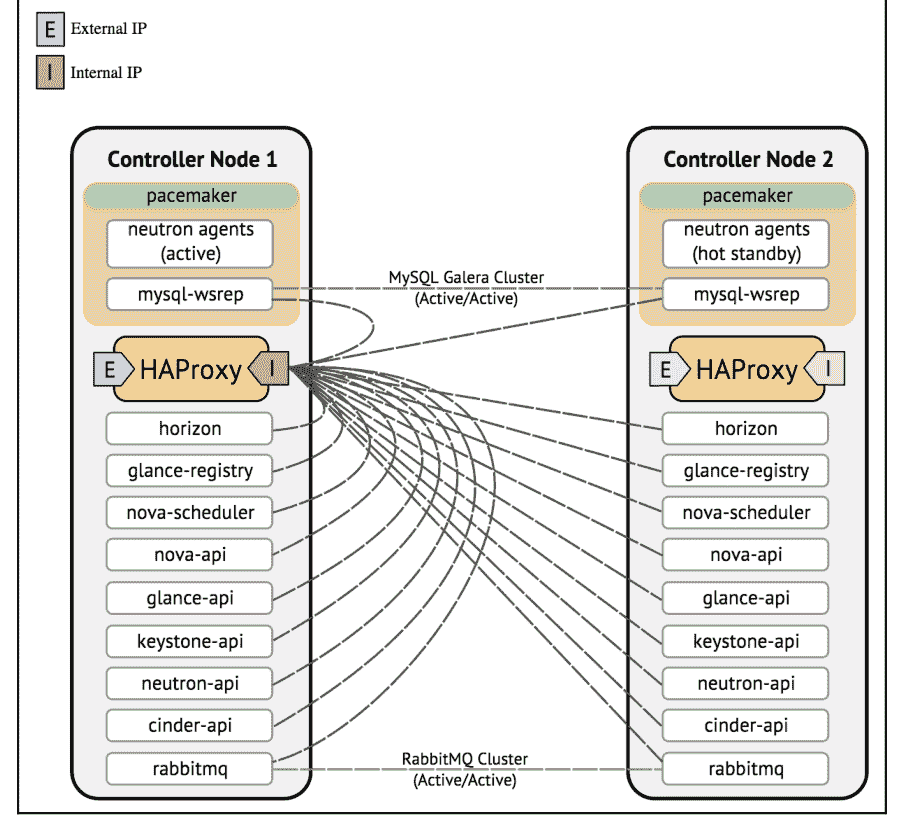 E External IP
I Internal IP
Controller Node 1
pacemaker
neutron agents
(active)
mysql-wsrep
E HAProxy I
horizon
glance-registry
nova-scheduler
nova-api
glance-api
keystone-api
neutron-api
cinder-api
rabbitmq
MySQL Galera Cluster
(Active/Active)
RabbitMQ Cluster
(Active/Active)
Controller Node 2
pacemaker
neutron agents
(hot standby)
mysql-wsrep
E HAProxy I
horizon
glance-registry
nova-scheduler
nova-api
glance-api
keystone-api
neutron-api
cinder-api
rabbitmq